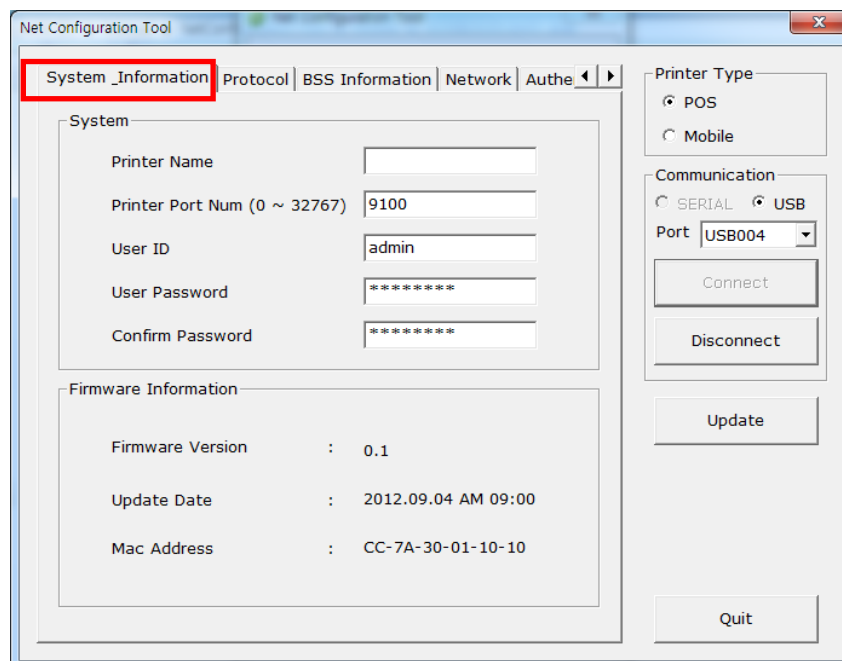 Net Configuration Tool
System _Information
Protocol
BSS Information
Network
Authe
System
Printer Name
Printer Port Num (0 ~ 32767)
9100
User ID
admin
User Password
********
Confirm Password
********
Firmware Information
Firmware Version : 0.1
Update Date : 2012.09.04 AM 09:00
Mac Address : CC-7A-30-01-10-10
Printer Type
POS
Mobile
Communication
SERIAL
USB
Port
USB004
Connect
Disconnect
Update
Quit